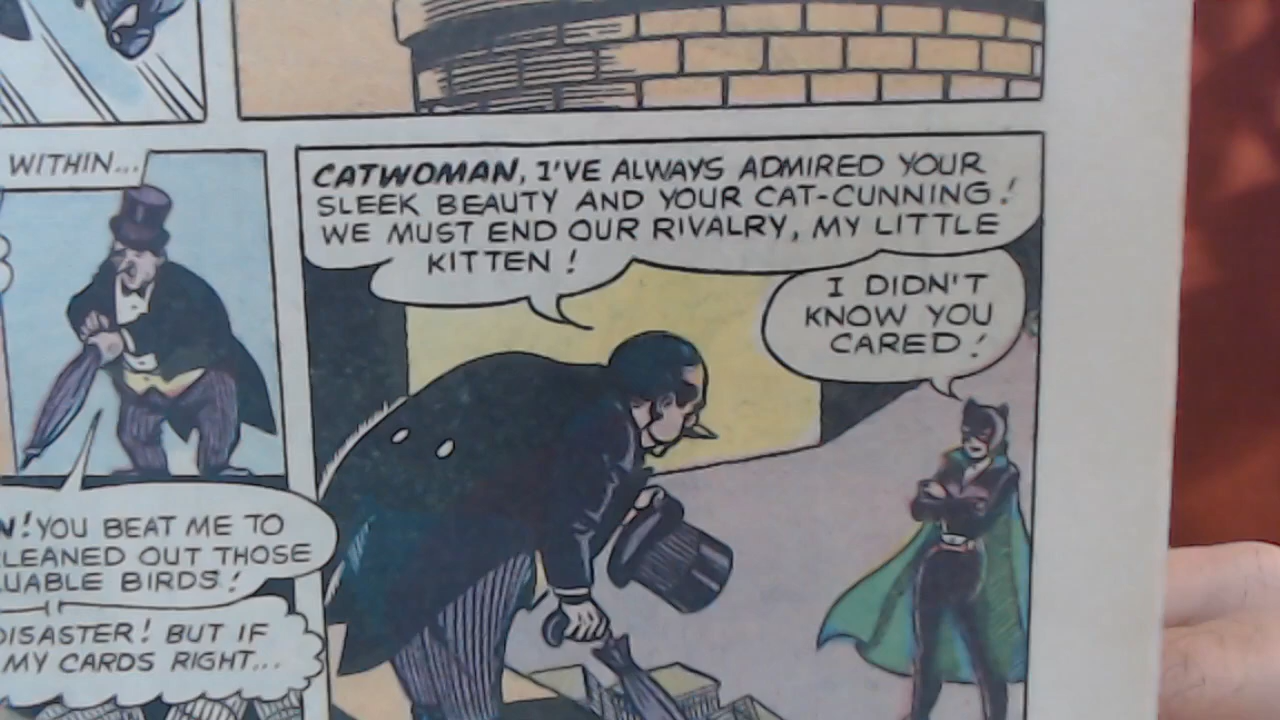 WITHIN...
CATWOMAN, I'VE ALWAYS ADMIRED YOUR
SLEEK BEAUTY AND YOUR CAT-CUNNING!
WE MUST END OUR RIVALRY, MY LITTLE
KITTEN!
I DIDN'T
KNOW YOU
CARED!
YOU BEAT ME TO
OUT THOSE
BIRDS!
DISASTER! BUT IF
MY CARDS RIGHT...